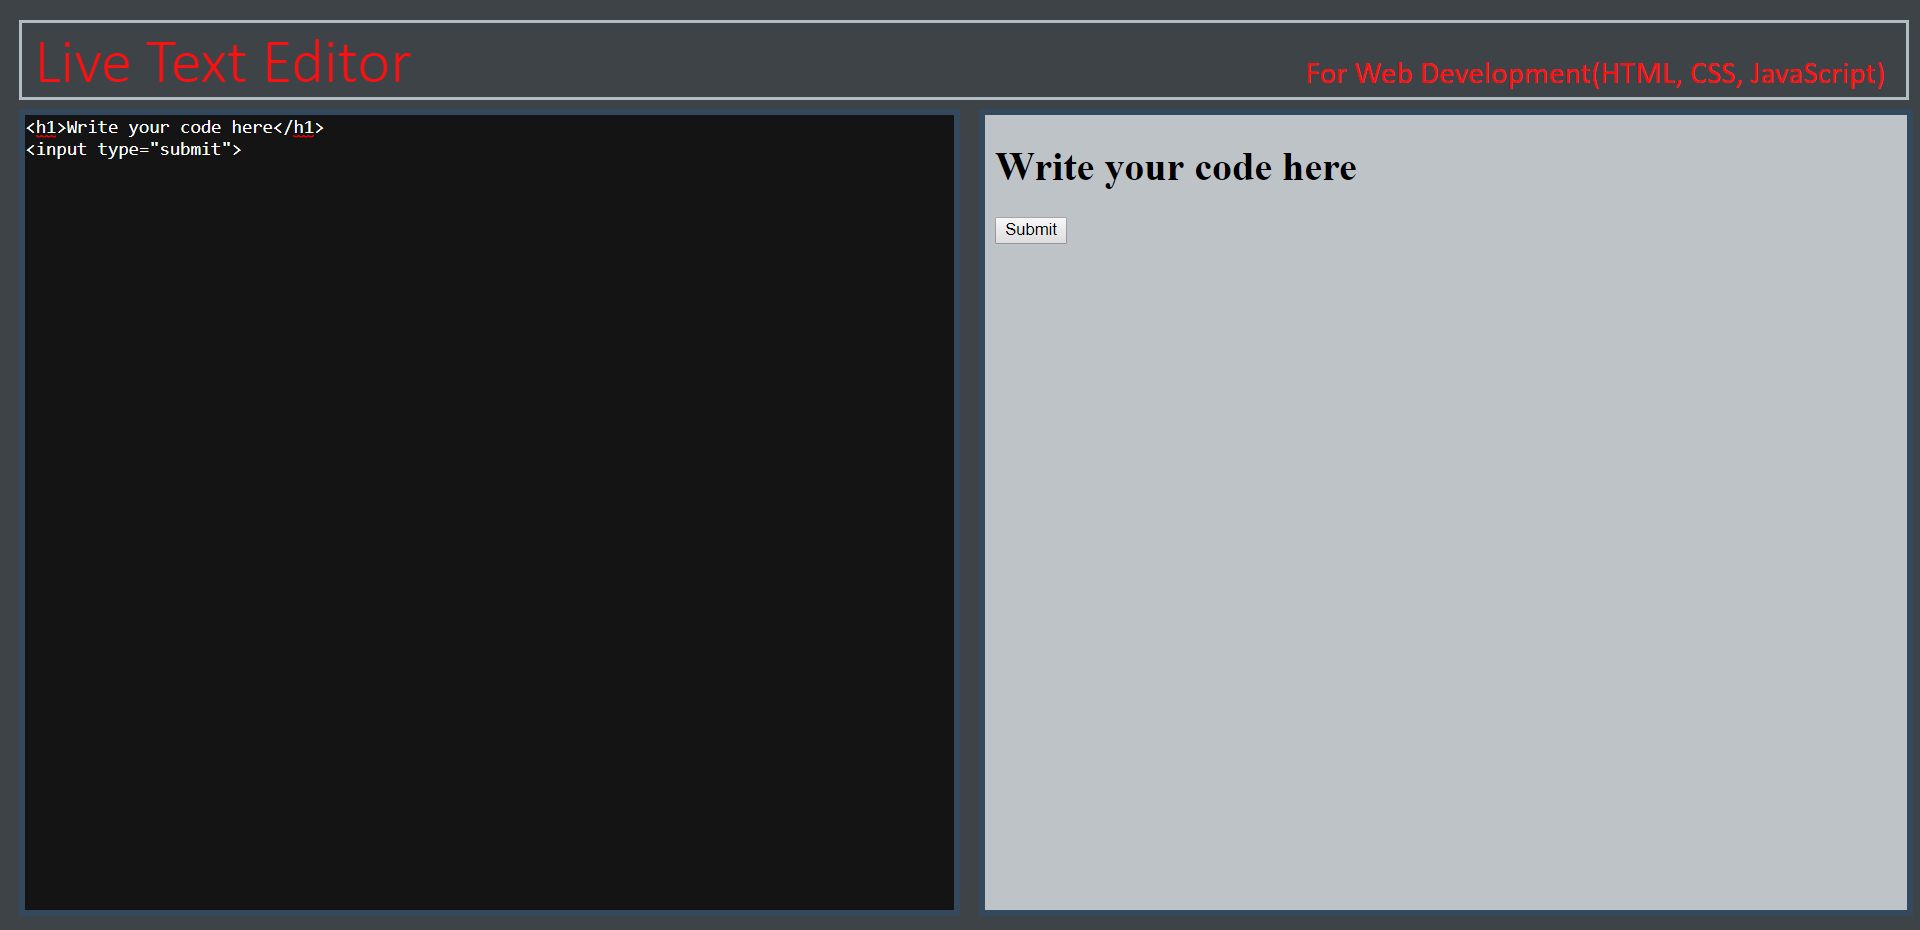 Live Text Editor
For Web Development(HTML, CSS, JavaScript)
<h1>Write your code here</h1>
<input type="submit">
Write your code here
Submit